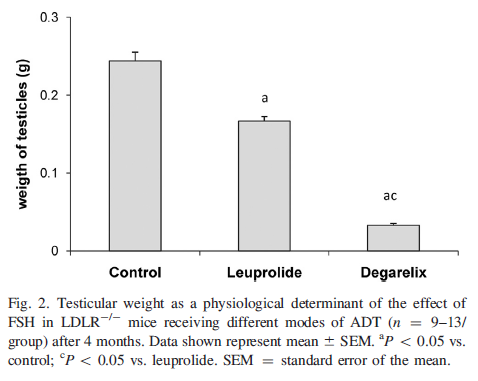 0.3
0.2
0.1
0
weigth of testicles (g)
a
ac
Control Leuprolide Degarelix
Fig. 2. Testicular weight as a physiological determinant of the effect of
FSH in LDLR−/− mice receiving different modes of ADT (n = 9–13/
group) after 4 months. Data shown represent mean ± SEM. aP < 0.05 vs.
control; cP < 0.05 vs. leuprolide. SEM = standard error of the mean.